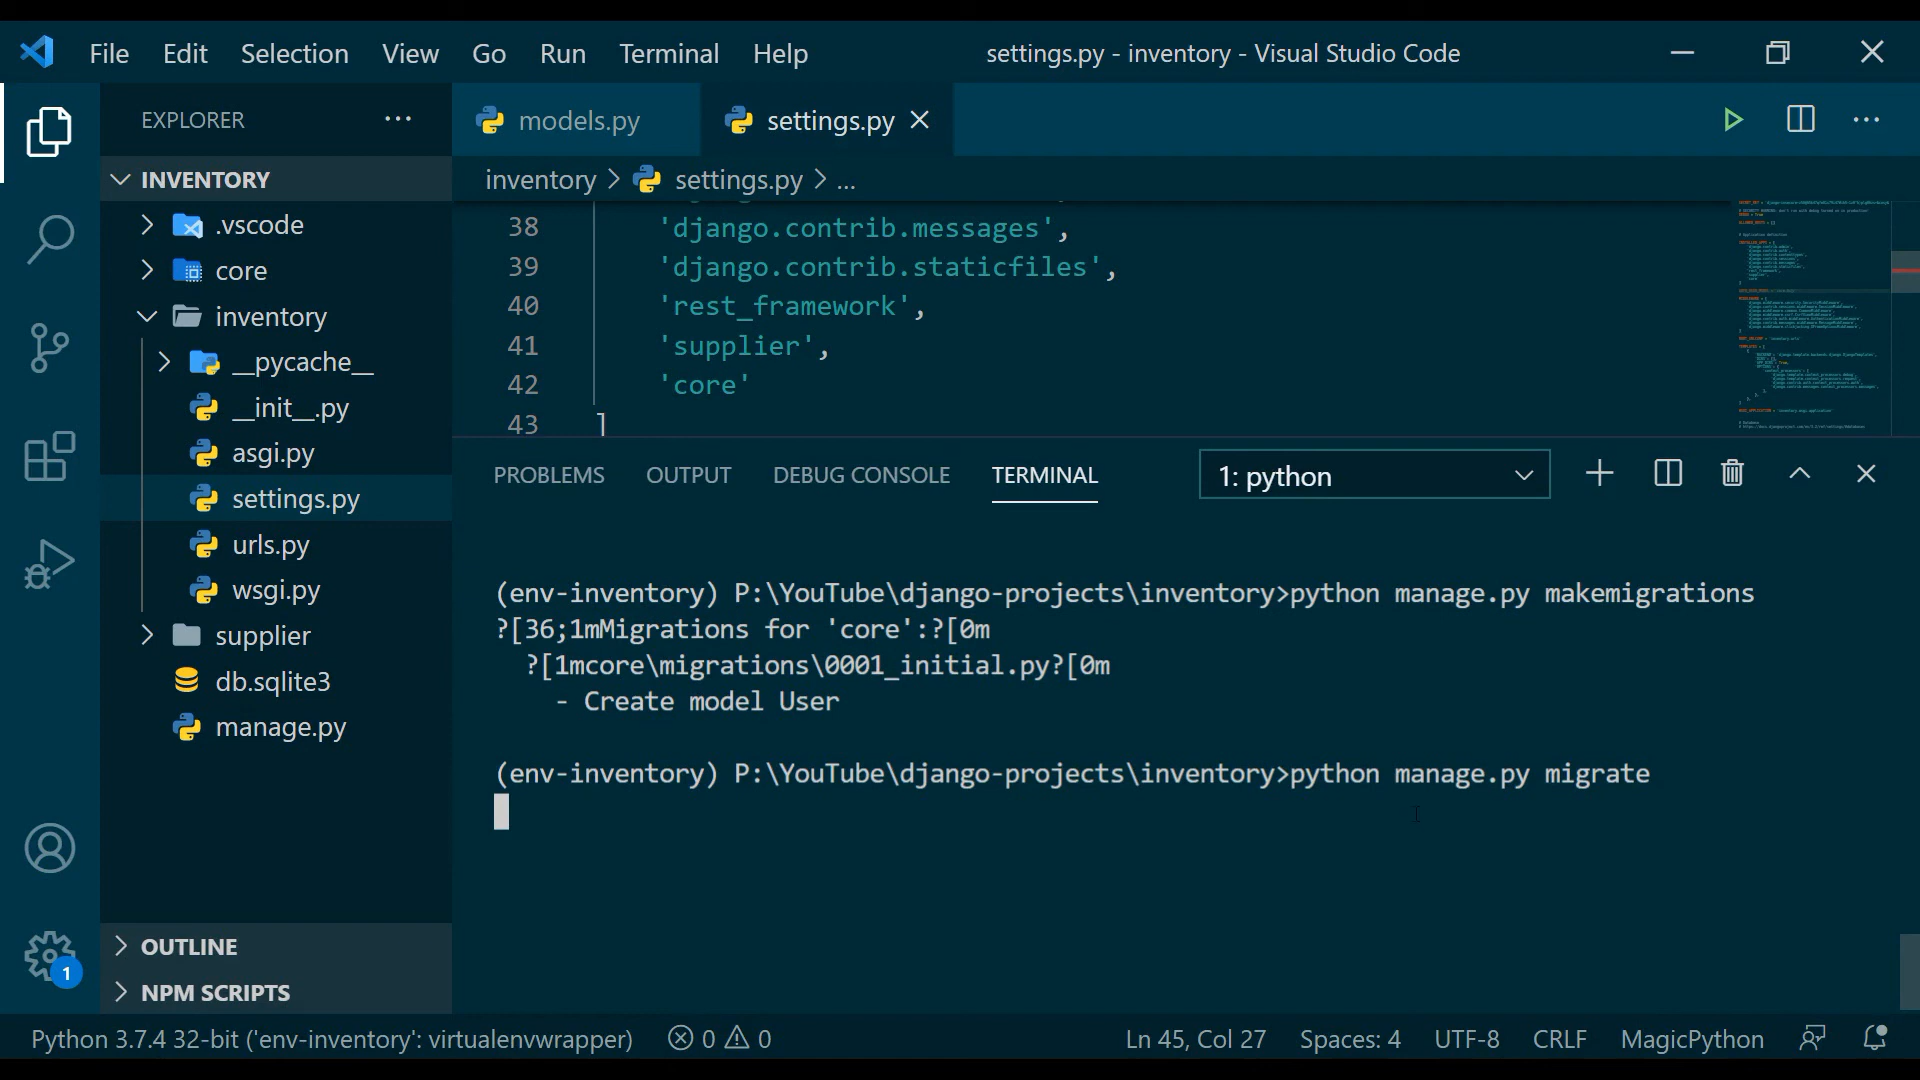 File Edit Selection View Go Run Terminal Help settings.py - inventory - Visual Studio Code
EXPLORER ...
models.py settings.py
INVENTORY
inventory > settings.py > ...
.vscode
core
inventory
__pycache__
__init__.py
asgi.py
settings.py
urls.py
wsgi.py
supplier
db.sqlite3
manage.py
OUTLINE
NPM SCRIPTS
1
38 'django.contrib.messages',
39 'django.contrib.staticfiles',
40 'rest_framework',
41 'supplier',
42 'core'
43 ]
PROBLEMS OUTPUT DEBUG CONSOLE TERMINAL 1: python
(env-inventory) P:\YouTube\django-projects\inventory>python manage.py makemigrations
?[36;1mMigrations for 'core':?[0m
?[1mcore\migrations\0001_initial.py?[0m
- Create model User
(env-inventory) P:\YouTube\django-projects\inventory>python manage.py migrate
Python 3.7.4 32-bit ('env-inventory': virtualenvwrapper) 0 0 Ln 45, Col 27 Spaces: 4 UTF-8 CRLF MagicPython